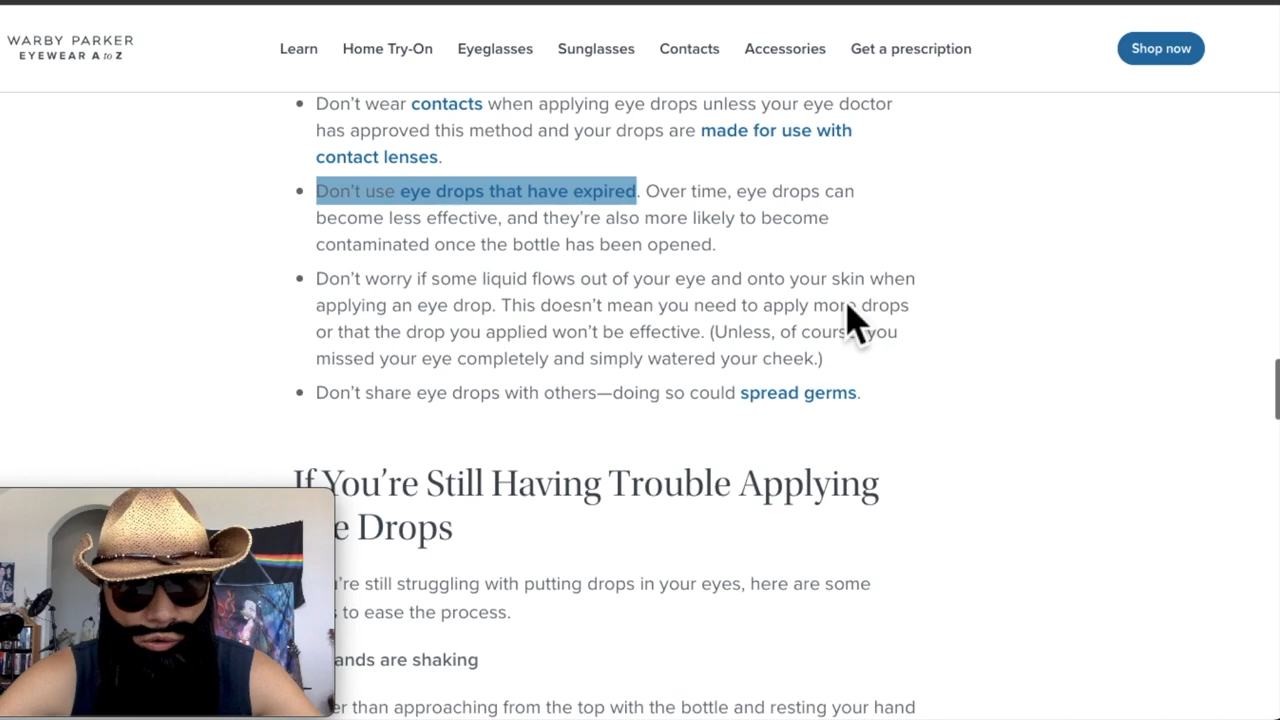 WARBY PARKER
EYEWEAR A to Z
Learn Home Try-On Eyeglasses Sunglasses Contacts Accessories Get a prescription
Shop now
Don't wear contacts when applying eye drops unless your eye doctor
has approved this method and your drops are made for use with
contact lenses.
Don't use eye drops that have expired. Over time, eye drops can
become less effective, and they're also more likely to become
contaminated once the bottle has been opened.
Don't worry if some liquid flows out of your eye and onto your skin when
applying an eye drop. This doesn't mean you need to apply more drops
or that the drop you applied won't be effective. (Unless, of course, you
missed your eye completely and simply watered your cheek.)
Don't share eye drops with others—doing so could spread germs.
If You're Still Having Trouble Applying
Drops
still struggling with putting drops in your eyes, here are some
to ease the process.
are shaking
than approaching from the top with the bottle and resting your hand